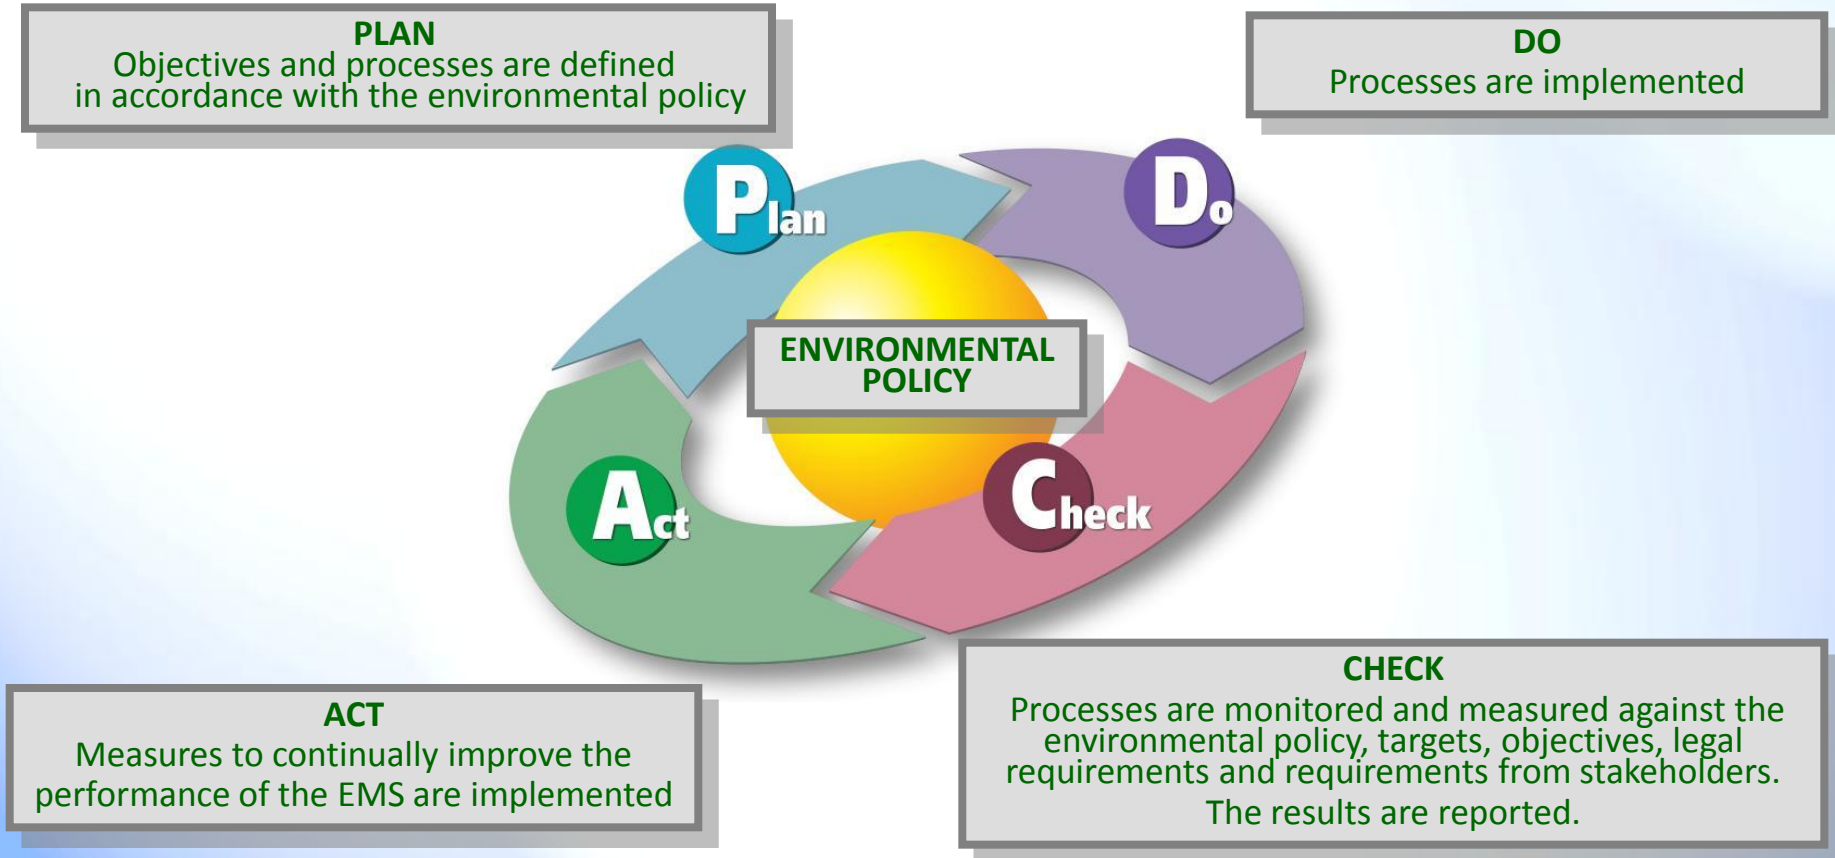 PLAN
Objectives and processes are defined
in accordance with the environmental policy
DO
Processes are implemented
Plan
Do
ENVIRONMENTAL
POLICY
Act
Check
ACT
Measures to continually improve the
performance of the EMS are implemented
CHECK
Processes are monitored and measured against the
environmental policy, targets, objectives, legal
requirements and requirements from stakeholders.
The results are reported.